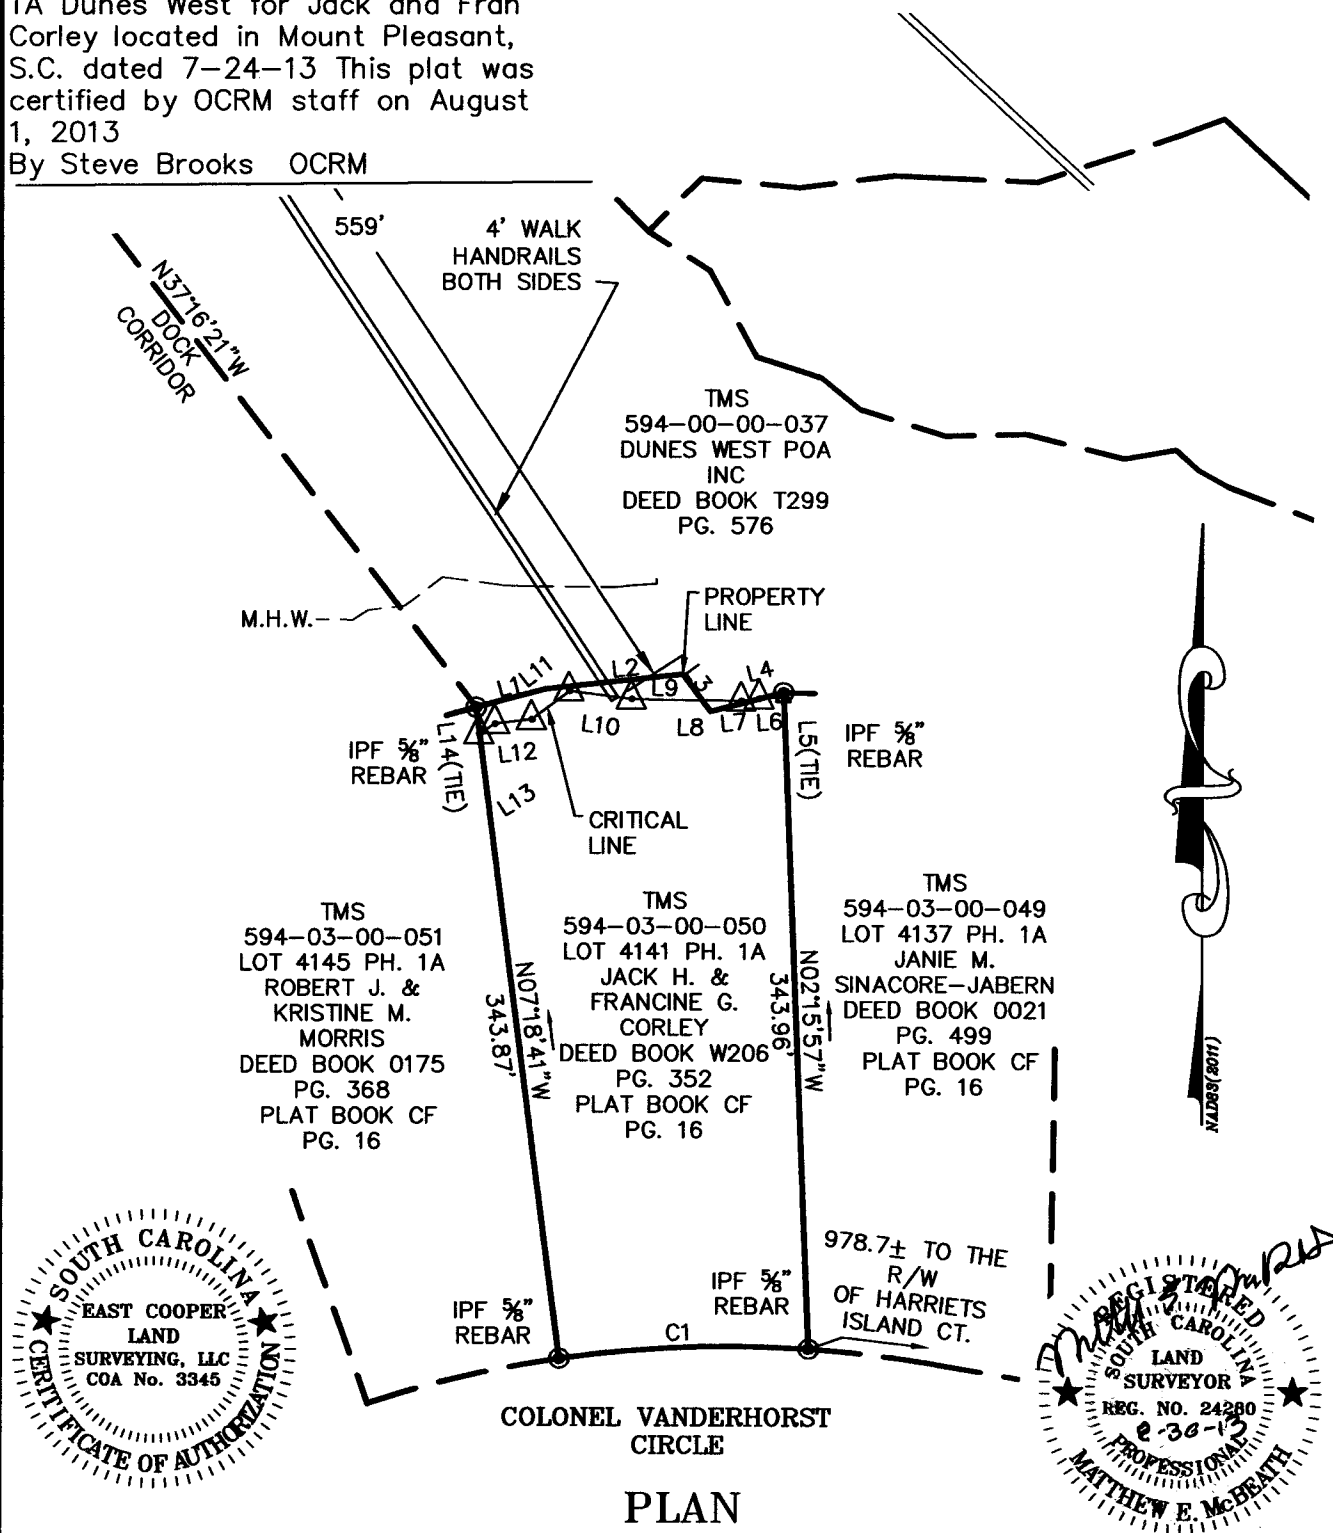 1A Dunes West for Jack and Fran
Corley located in Mount Pleasant,
S.C. dated 7-24-13 This plat was
certified by OCRM staff on August
1, 2013
By Steve Brooks OCRM
559'
4' WALK
HANDRAILS
BOTH SIDES
N37°16'21"W
DOCK
CORRIDOR
TMS
594-00-00-037
DUNES WEST POA
INC
DEED BOOK T299
PG. 576
M.H.W.
PROPERTY
LINE
L1
L11
L2
L9
L3
L4
L10
L8
L7
L6
L12
L13
L14(TIE)
L5(TIE)
IPF 5/8"
REBAR
IPF 5/8"
REBAR
CRITICAL
LINE
TMS
594-03-00-051
LOT 4145 PH. 1A
ROBERT J. &
KRISTINE M.
MORRIS
DEED BOOK 0175
PG. 368
PLAT BOOK CF
PG. 16
N07°18'41"W
343.87'
TMS
594-03-00-050
LOT 4141 PH. 1A
JACK H. &
FRANCINE G.
CORLEY
DEED BOOK W206
PG. 352
PLAT BOOK CF
PG. 16
N02°15'57"W
343.96'
TMS
594-03-00-049
LOT 4137 PH. 1A
JANIE M.
SINACORE-JABERN
DEED BOOK 0021
PG. 499
PLAT BOOK CF
PG. 16
NAD83(2011)
978.7± TO THE
R/W
OF HARRIETS
ISLAND CT.
IPF 5/8"
REBAR
IPF 5/8"
REBAR
C1
SOUTH CAROLINA
EAST COOPER
LAND
SURVEYING, LLC
COA No. 3345
CERTIFICATE OF AUTHORIZATION
REGISTERED
SOUTH CAROLINA
LAND
SURVEYOR
REG. NO. 24280
PROFESSIONAL
MATTHEW E. McBEATH
COLONEL VANDERHORST
CIRCLE
PLAN